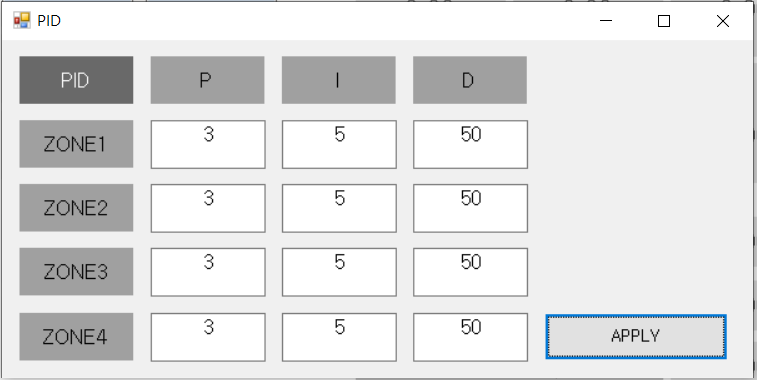 PID
PID P I D
ZONE1 3 5 50
ZONE2 3 5 50
ZONE3 3 5 50
ZONE4 3 5 50 APPLY